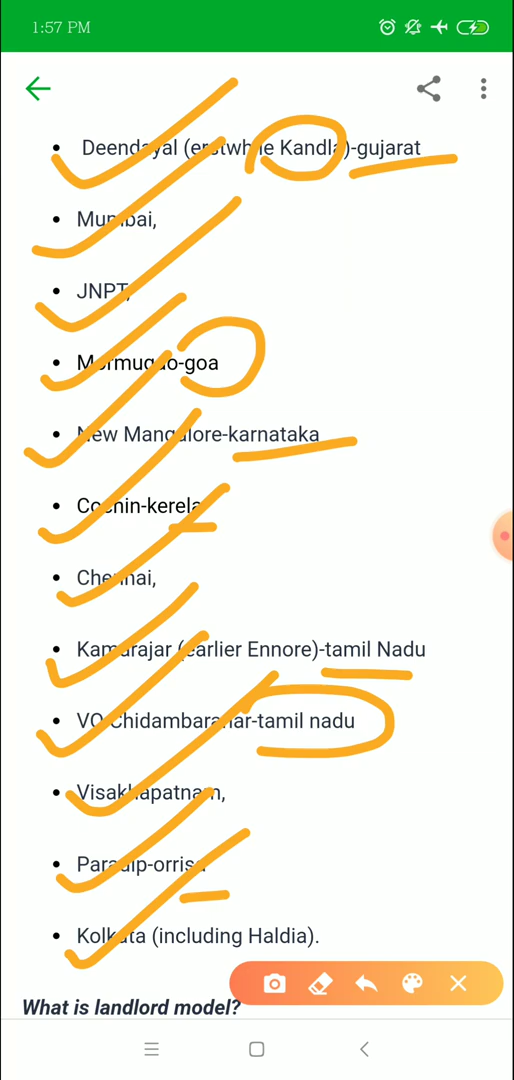 1:57 PM
Deendayal (erstwhile Kandla)-gujarat
Mumbai,
JNPT,
Mormugao-goa
New Mangalore-karnataka
Cochin-kerela
Chennai,
Kamarajar (earlier Ennore)-tamil Nadu
VO Chidambaranar-tamil nadu
Visakhapatnam,
Paradip-orrisa
Kolkata (including Haldia).
What is landlord model?